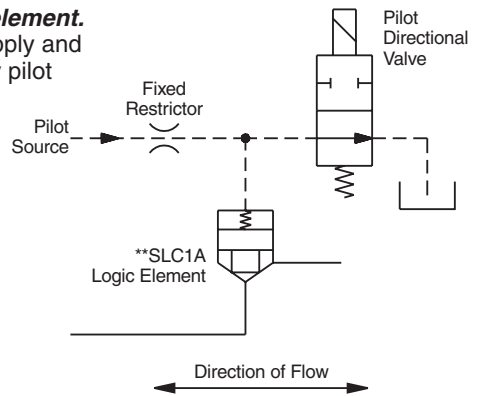 element.
pply and
pilot
Pilot
Directional
Valve
Fixed
Restrictor
Pilot
Source
**SLC1A
Logic Element
Direction of Flow